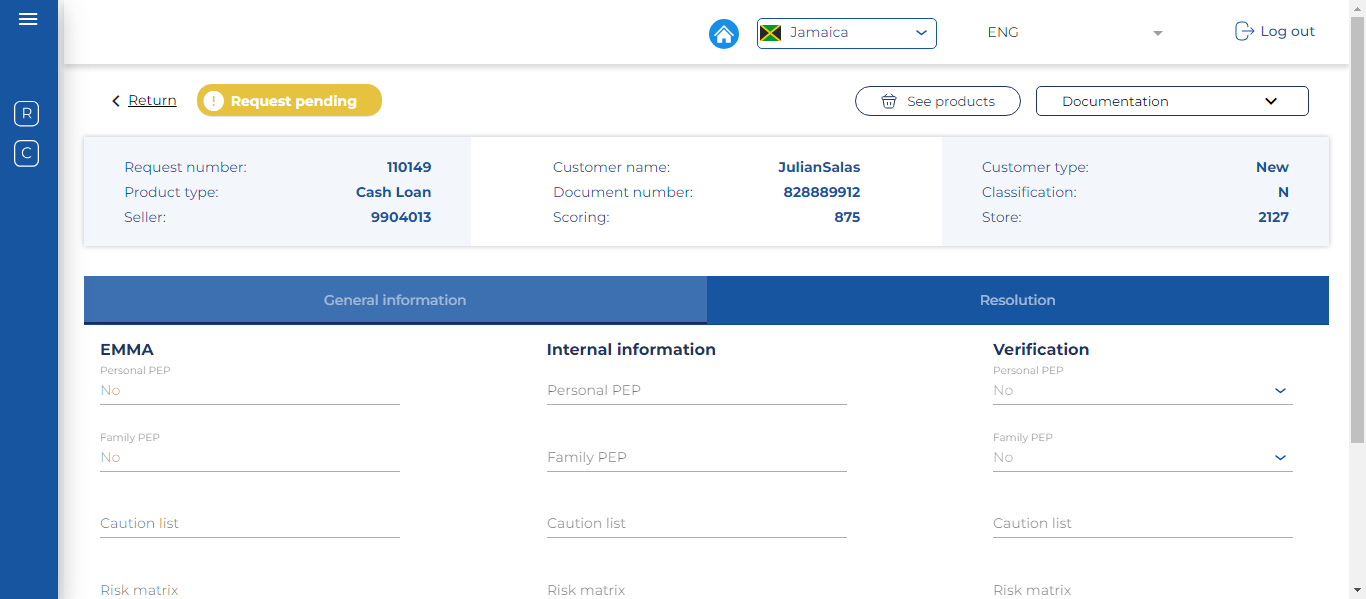 Jamaica
ENG
Log out
R
C
Return
! Request pending
See products
Documentation
Request number: 110149
Product type: Cash Loan
Seller: 9904013
Customer name: JulianSalas
Document number: 828889912
Scoring: 875
Customer type: New
Classification: N
Store: 2127
General information
Resolution
EMMA
Personal PEP
No
Family PEP
No
Caution list
Risk matrix
Internal information
Personal PEP
Family PEP
Caution list
Risk matrix
Verification
Personal PEP
No
Family PEP
No
Caution list
Risk matrix